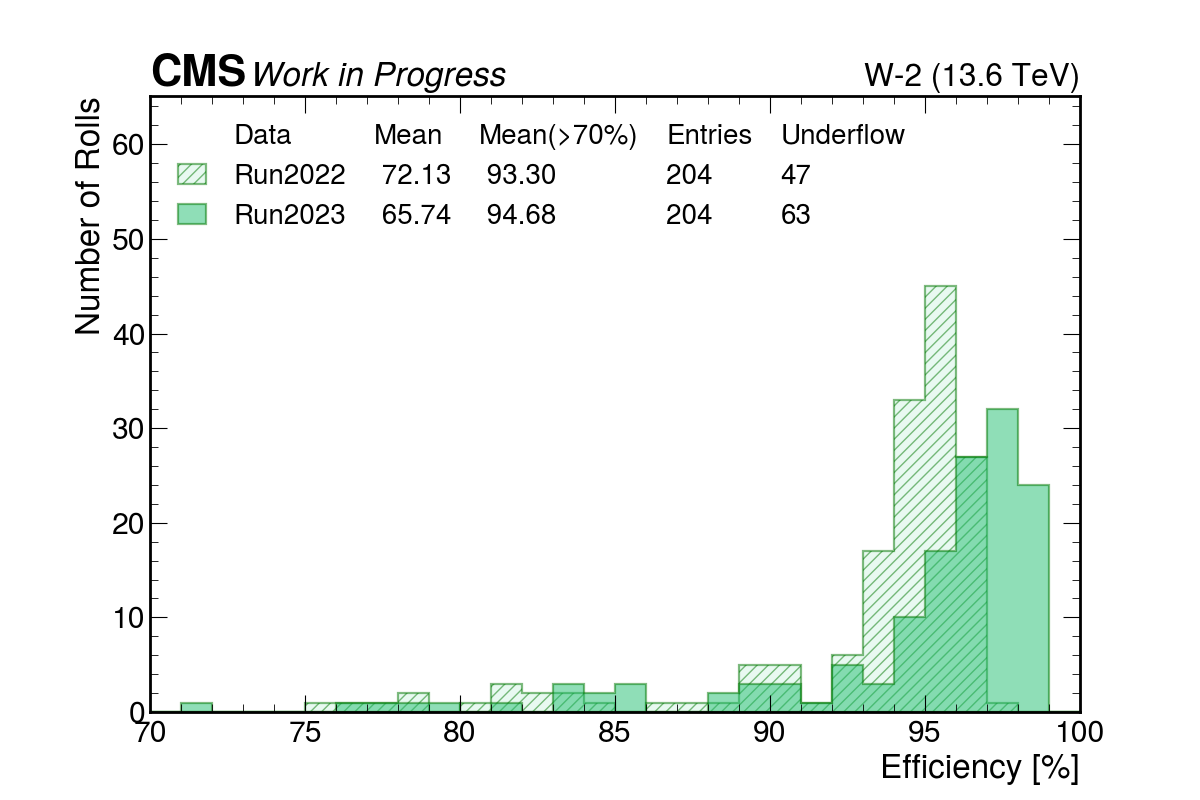 CMS Work in Progress W-2 (13.6 TeV)
Number of Rolls
Data Mean Mean(>70%) Entries Underflow
Run2022 72.13 93.30 204 47
Run2023 65.74 94.68 204 63
60
50
40
30
20
10
0
70 75 80 85 90 95 100
Efficiency [%]